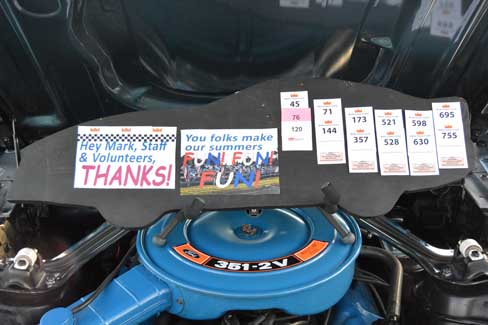 Hey Mark, Staff
& Volunteers,
THANKS!
You folks make
our summers
FUN! FUN!
FUN!
45
76
120
71
144
173
357
521
528
598
630
695
755
351-2V